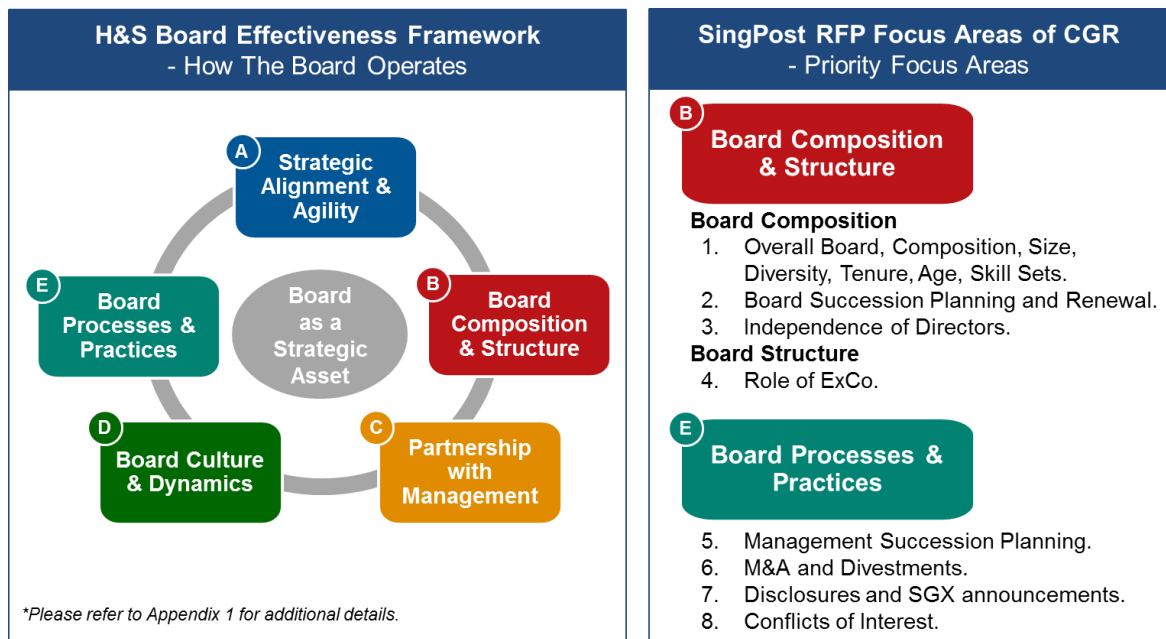 H&S Board Effectiveness Framework
- How The Board Operates
A
Strategic
Alignment &
Agility
B
Board
Composition
& Structure
C
Partnership
with
Management
D
Board Culture
& Dynamics
E
Board
Processes &
Practices
Board
as a
Strategic
Asset
*Please refer to Appendix 1 for additional details.
SingPost RFP Focus Areas of CGR
- Priority Focus Areas
B
Board Composition
& Structure
Board Composition
1. Overall Board, Composition, Size,
Diversity, Tenure, Age, Skill Sets.
2. Board Succession Planning and Renewal.
3. Independence of Directors.
Board Structure
4. Role of ExCo.
E
Board Processes &
Practices
5. Management Succession Planning.
6. M&A and Divestments.
7. Disclosures and SGX announcements.
8. Conflicts of Interest.